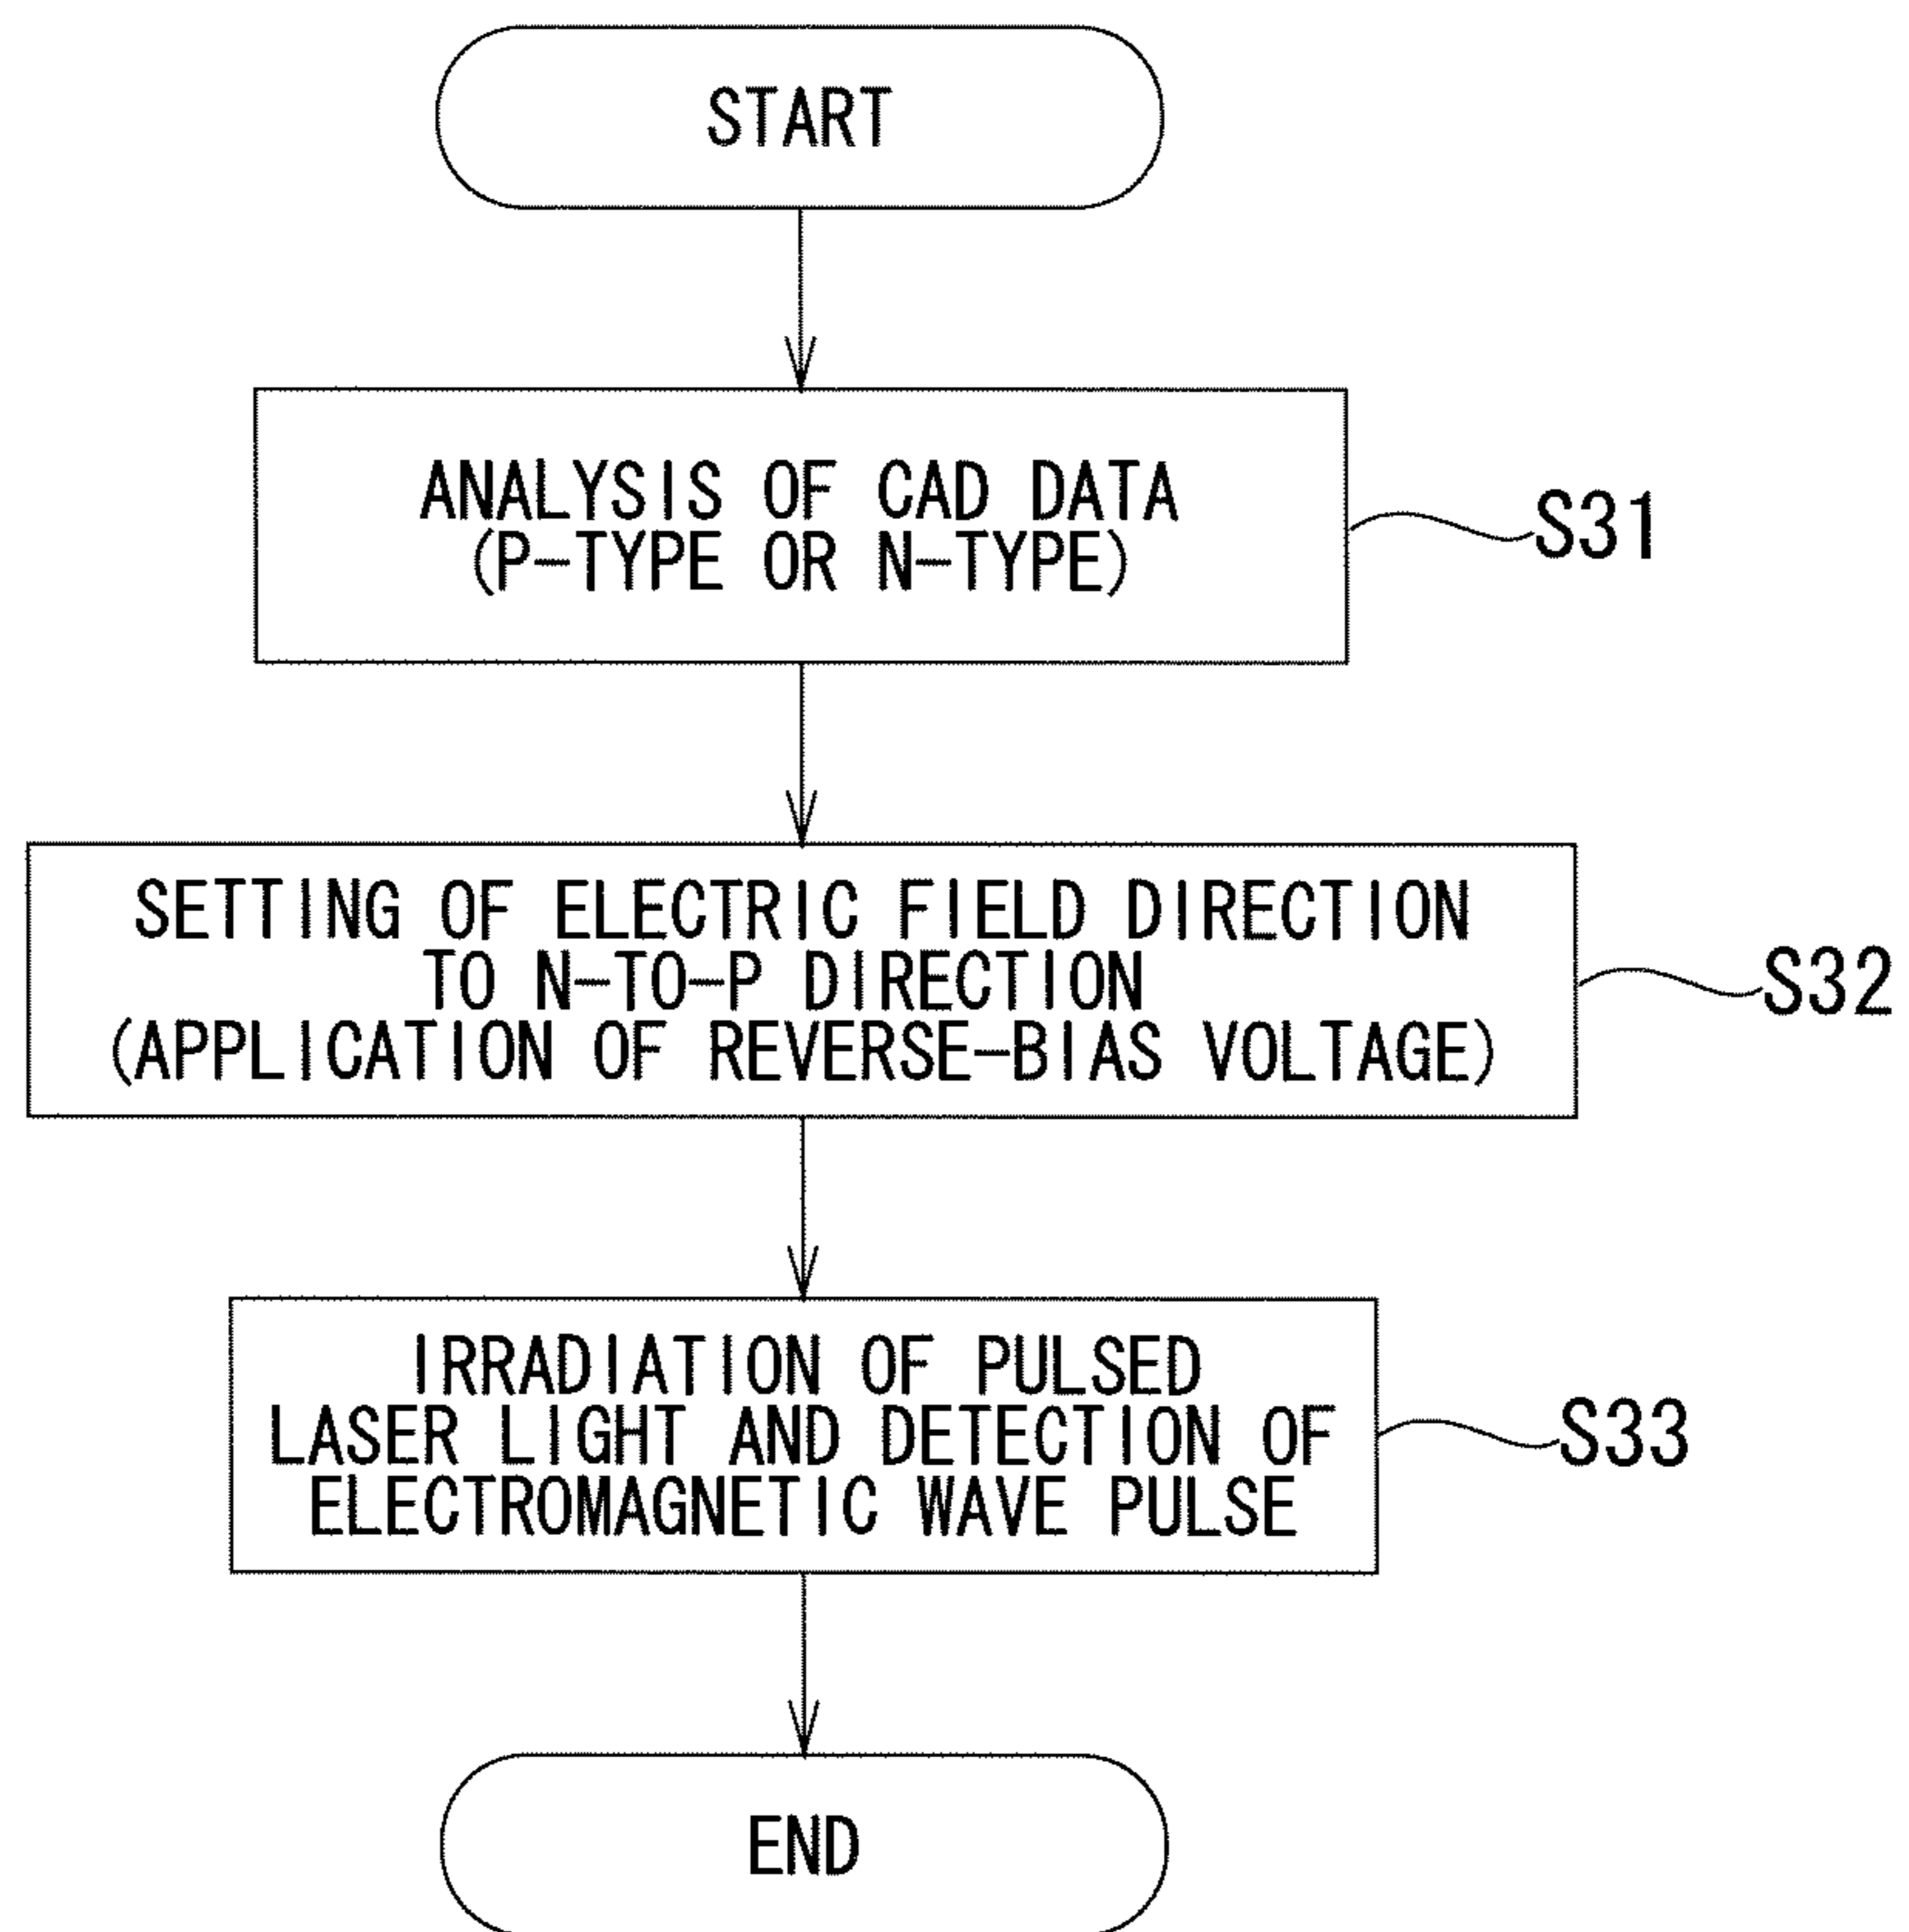 START
ANALYSIS OF CAD DATA
(P-TYPE OR N-TYPE)
S31
SETTING OF ELECTRIC FIELD DIRECTION
TO N-TO-P DIRECTION
(APPLICATION OF REVERSE-BIAS VOLTAGE)
S32
IRRADIATION OF PULSED
LASER LIGHT AND DETECTION OF
ELECTROMAGNETIC WAVE PULSE
S33
END